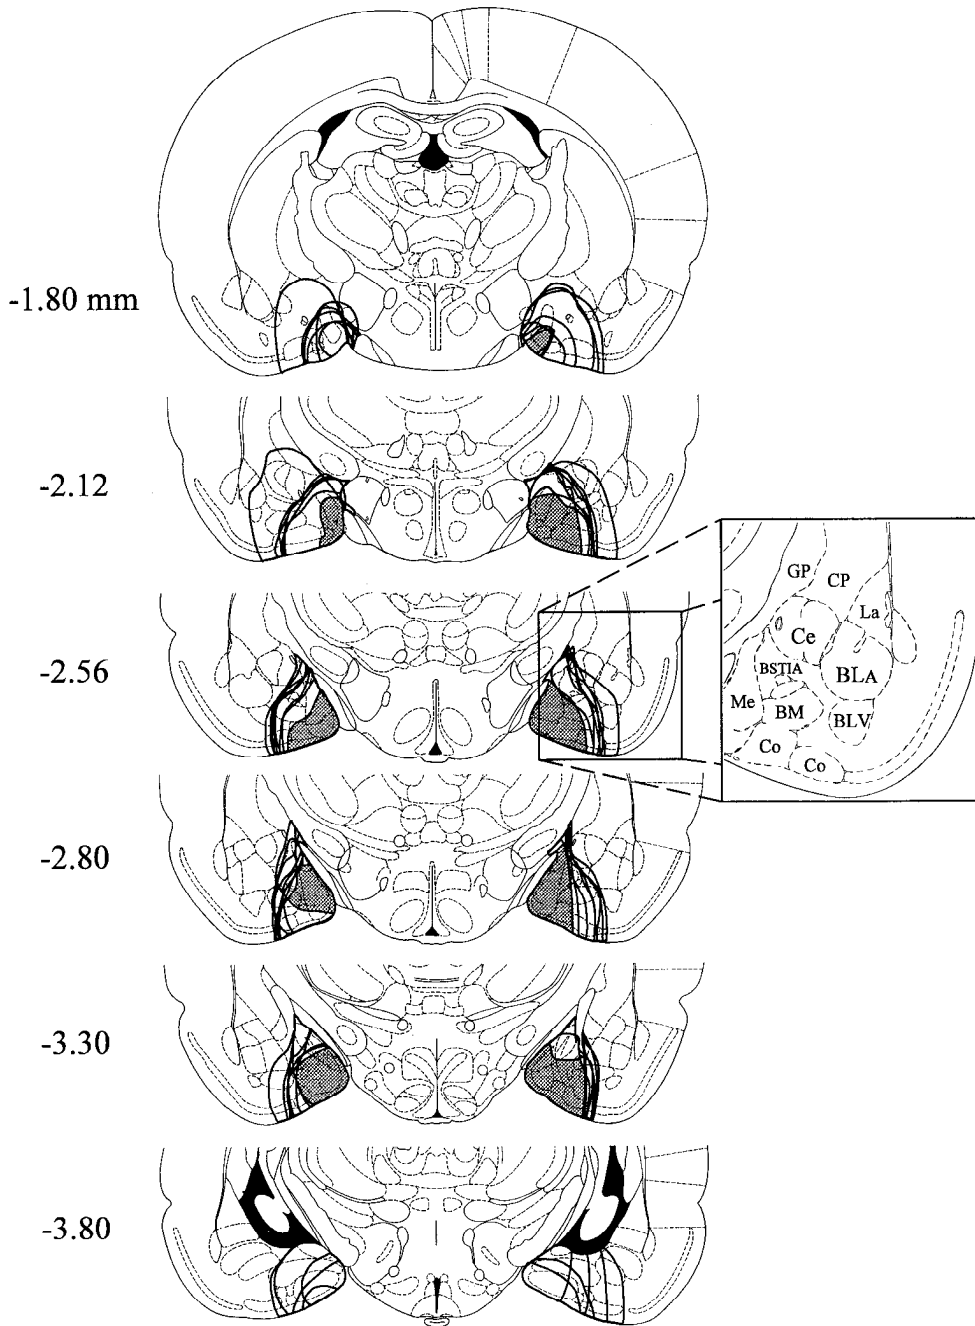 -1.80 mm
-2.12
-2.56
-2.80
-3.30
-3.80
GP
CP
La
Ce
BSTIA
BLA
Me
BM
BLV
Co
Co